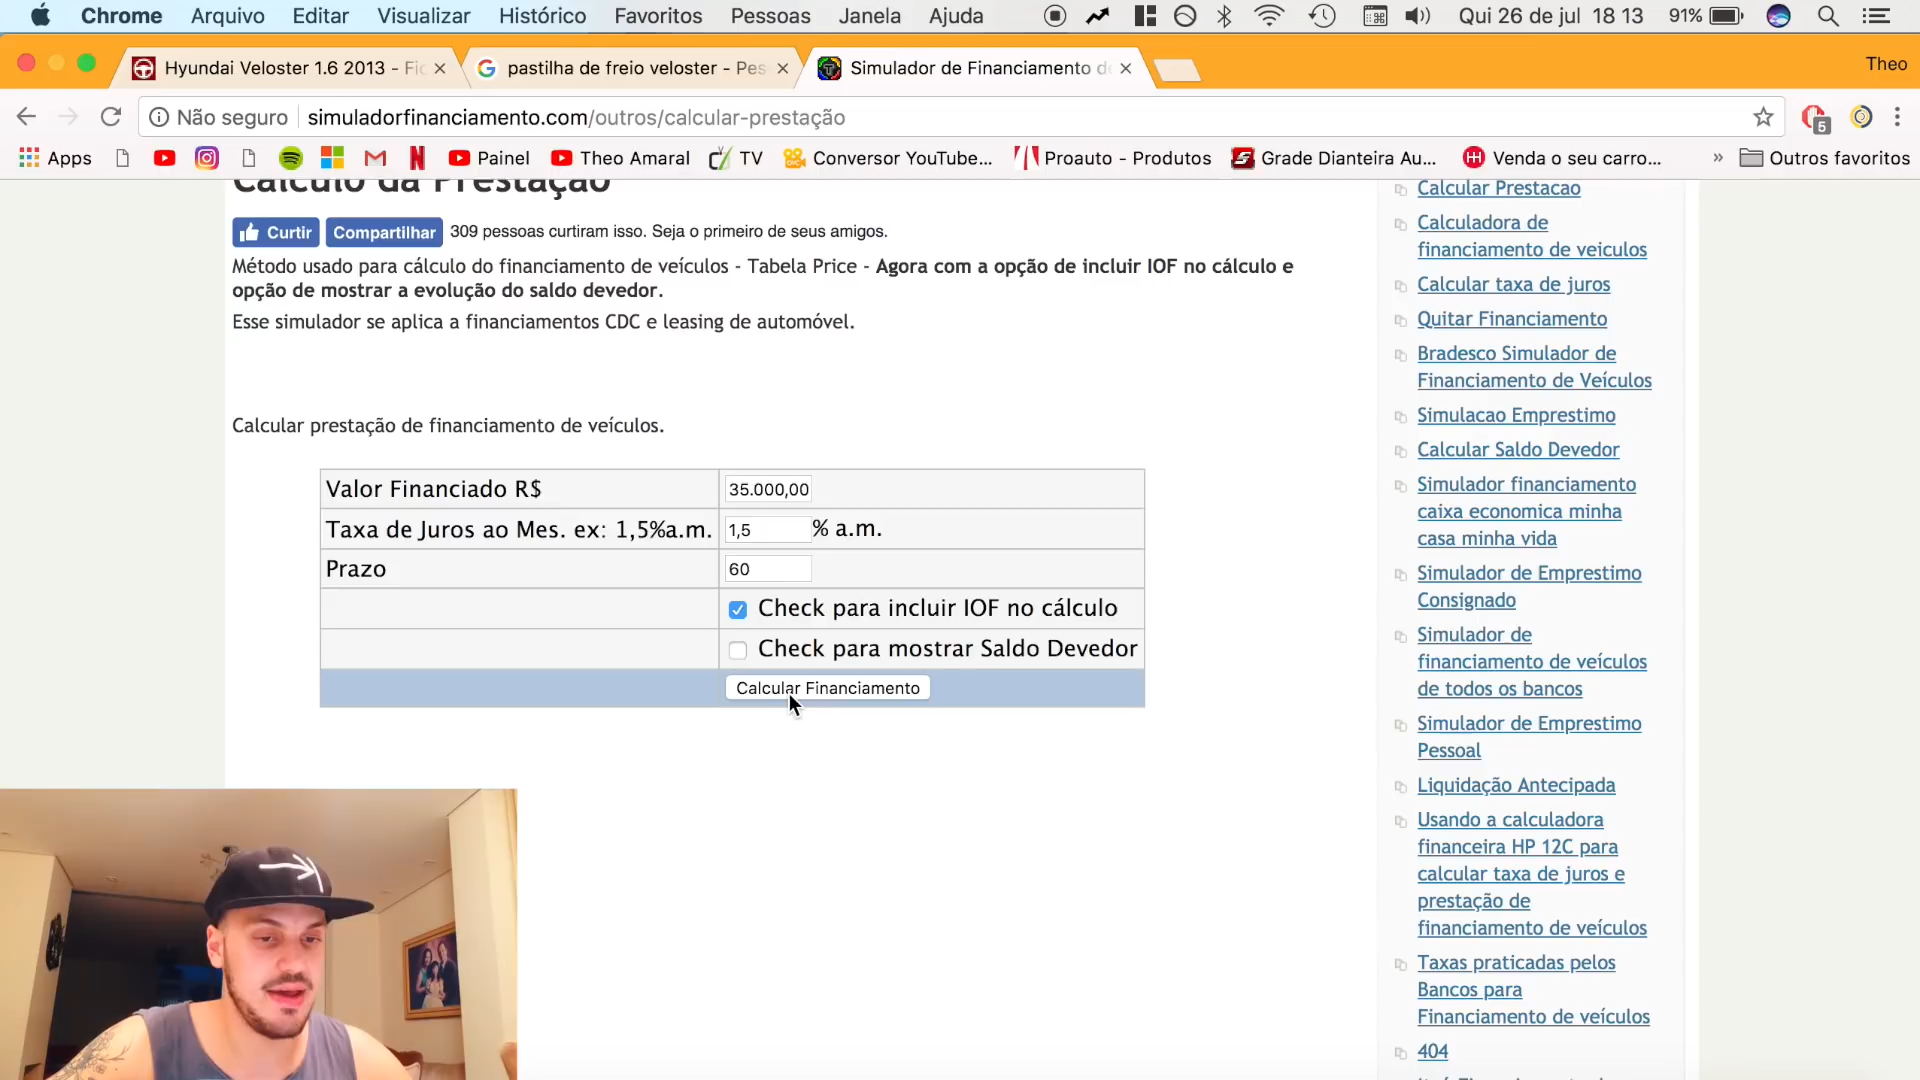 Chrome Arquivo Editar Visualizar Histórico Favoritos Pessoas Janela Ajuda Qui 26 de jul 18 13 91%
Hyundai Veloster 1.6 2013 - Fic
pastilha de freio veloster - Pes
Simulador de Financiamento de
Theo
Não seguro simuladorfinanciamento.com/outros/calcular-prestação
5
Apps Painel Theo Amaral TV Conversor YouTube... Proauto - Produtos Grade Dianteira Au... Venda o seu carro... » Outros favoritos
Cálculo da Prestação
Curtir Compartilhar 309 pessoas curtiram isso. Seja o primeiro de seus amigos.
Método usado para cálculo do financiamento de veículos - Tabela Price - Agora com a opção de incluir IOF no cálculo e
opção de mostrar a evolução do saldo devedor.
Esse simulador se aplica a financiamentos CDC e leasing de automóvel.
Calcular prestação de financiamento de veículos.
Valor Financiado R$ 35.000,00
Taxa de Juros ao Mes. ex: 1,5%a.m. 1,5 % a.m.
Prazo 60
Check para incluir IOF no cálculo
Check para mostrar Saldo Devedor
Calcular Financiamento
Calcular Prestacao
Calculadora de
financiamento de veiculos
Calcular taxa de juros
Quitar Financiamento
Bradesco Simulador de
Financiamento de Veículos
Simulacao Emprestimo
Calcular Saldo Devedor
Simulador financiamento
caixa economica minha
casa minha vida
Simulador de Emprestimo
Consignado
Simulador de
financiamento de veículos
de todos os bancos
Simulador de Emprestimo
Pessoal
Liquidação Antecipada
Usando a calculadora
financeira HP 12C para
calcular taxa de juros e
prestação de
financiamento de veículos
Taxas praticadas pelos
Bancos para
Financiamento de veículos
404